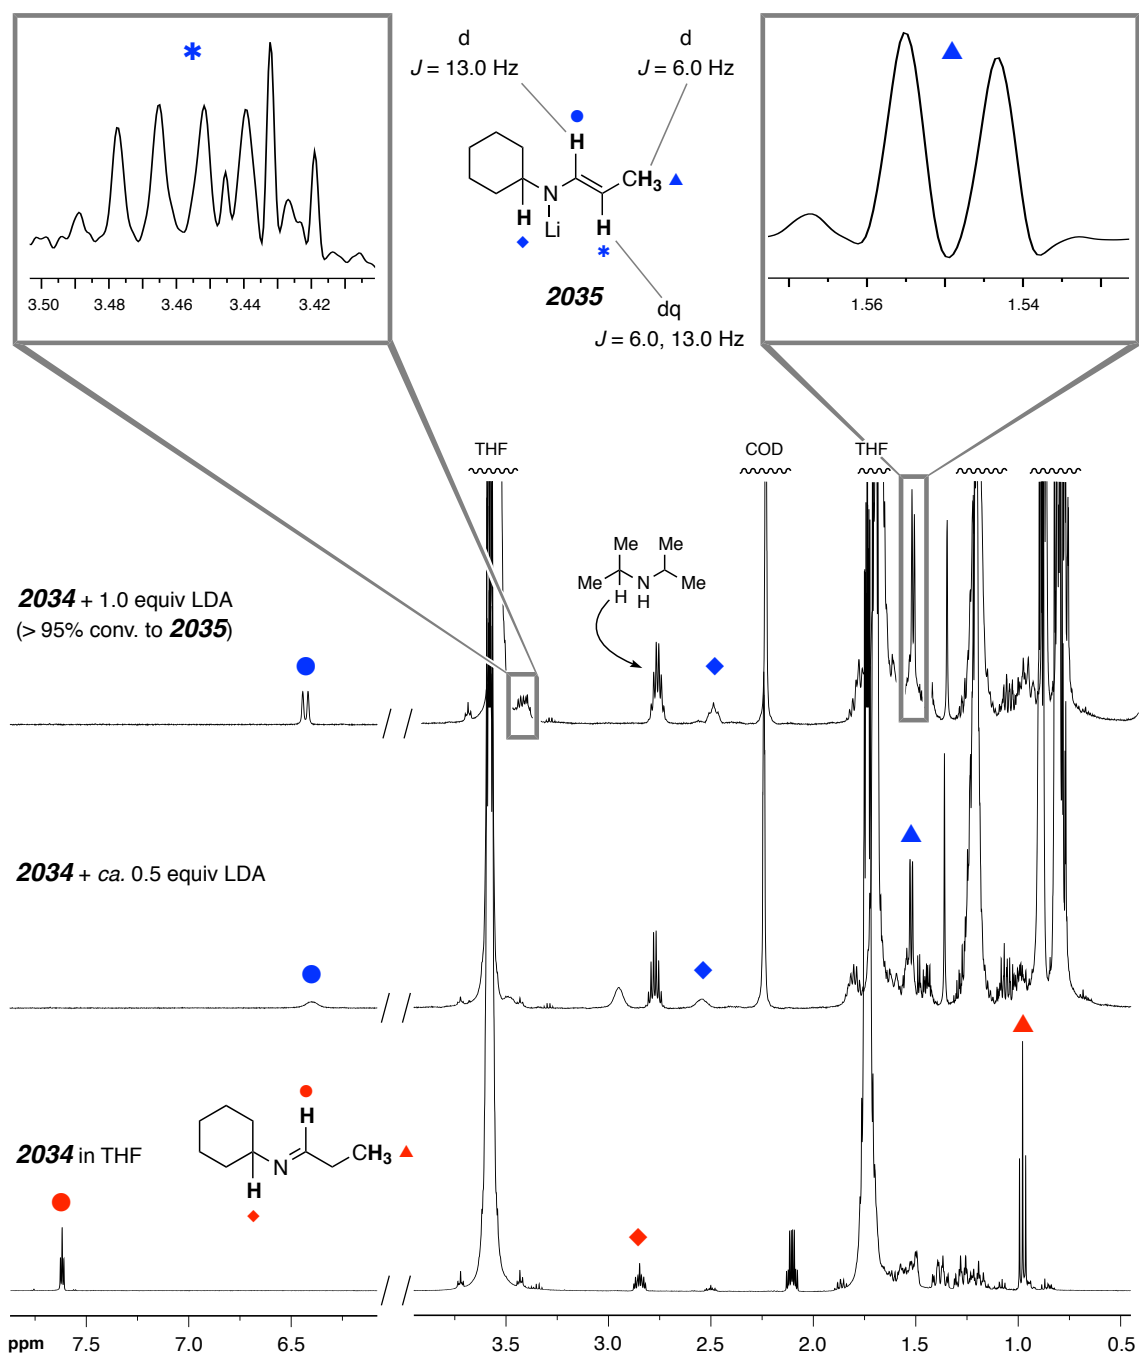 d
J = 13.0 Hz
d
J = 6.0 Hz
H
CH3
N
H
Li
H
2035
dq
J = 6.0, 13.0 Hz
3.50 3.48 3.46 3.44 3.42
1.56 1.54
THF
COD
THF
Me Me
Me N Me
H H
2034 + 1.0 equiv LDA
(> 95% conv. to 2035)
2034 + ca. 0.5 equiv LDA
H
2034 in THF
N
CH3
H
ppm 7.5 7.0 6.5 3.5 3.0 2.5 2.0 1.5 1.0 0.5